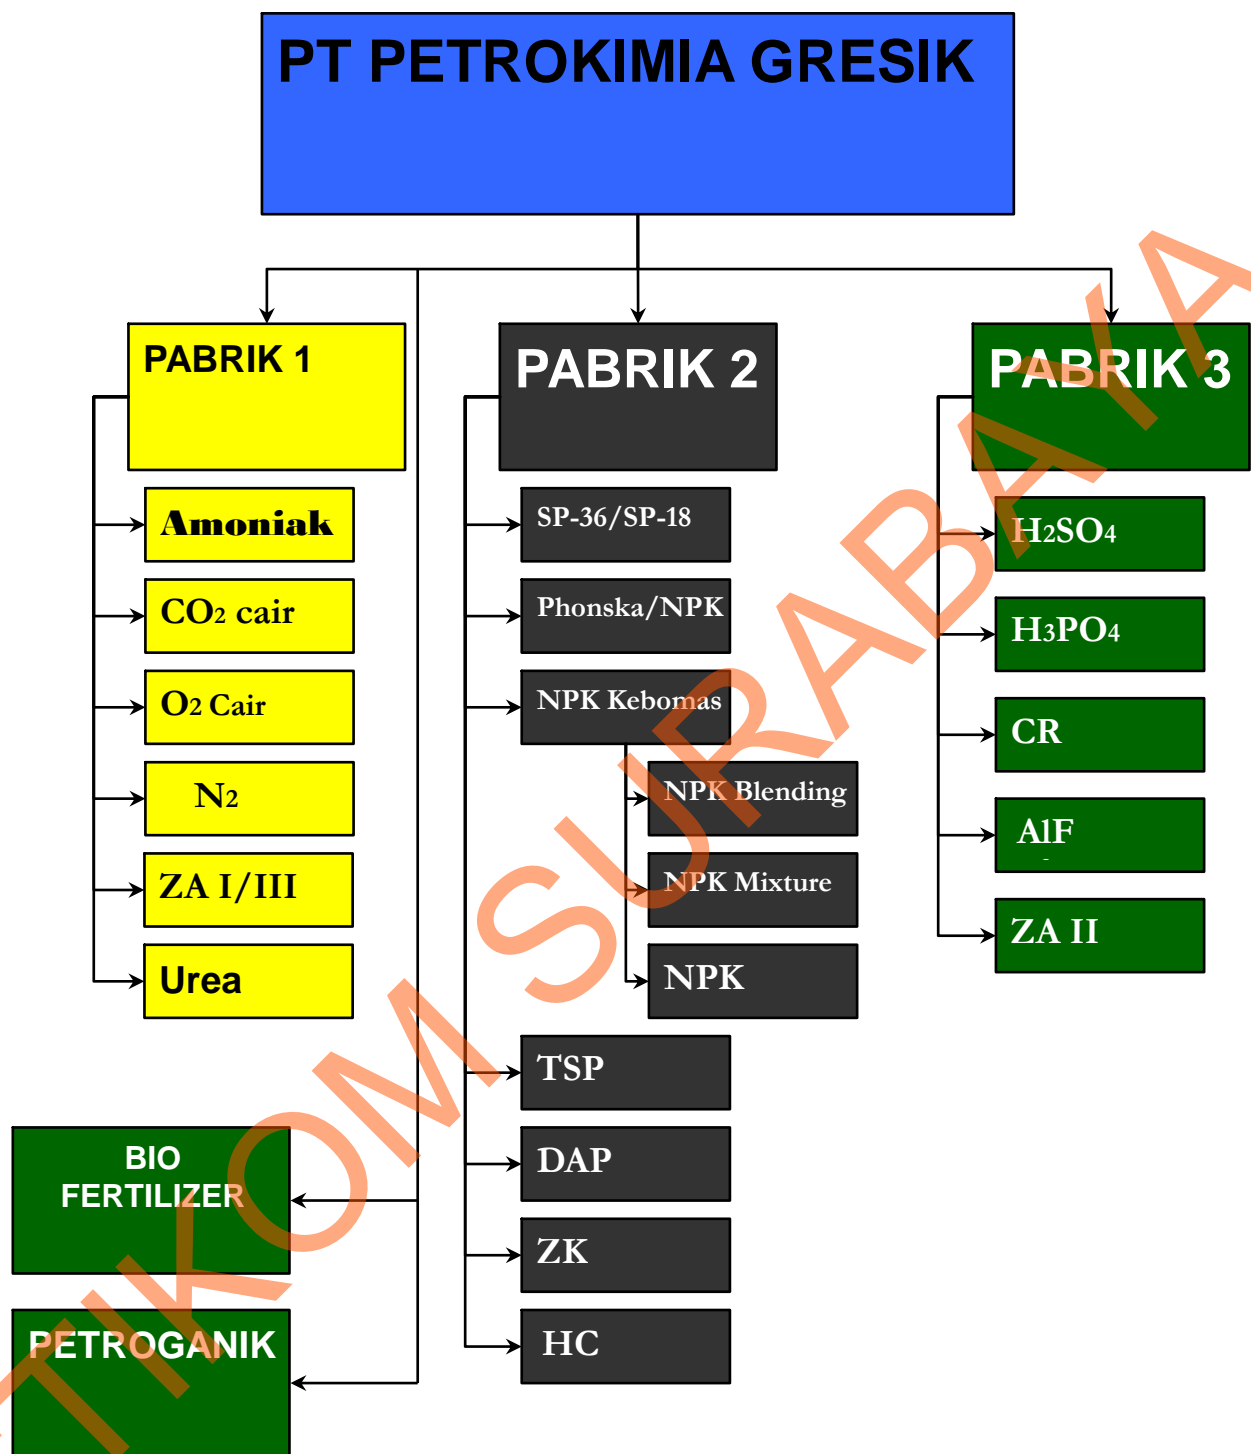 PT PETROKIMIA GRESIK
PABRIK 1
Amoniak
CO2 cair
O2 Cair
N2
ZA I/III
Urea
PABRIK 2
SP-36/SP-18
Phonska/NPK
NPK Kebomas
NPK Blending
NPK Mixture
NPK
TSP
DAP
ZK
HC
PABRIK 3
H2SO4
H3PO4
CR
AlF
ZA II
BIO
FERTILIZER
PETROGANIK
TIKOM SURABAYA